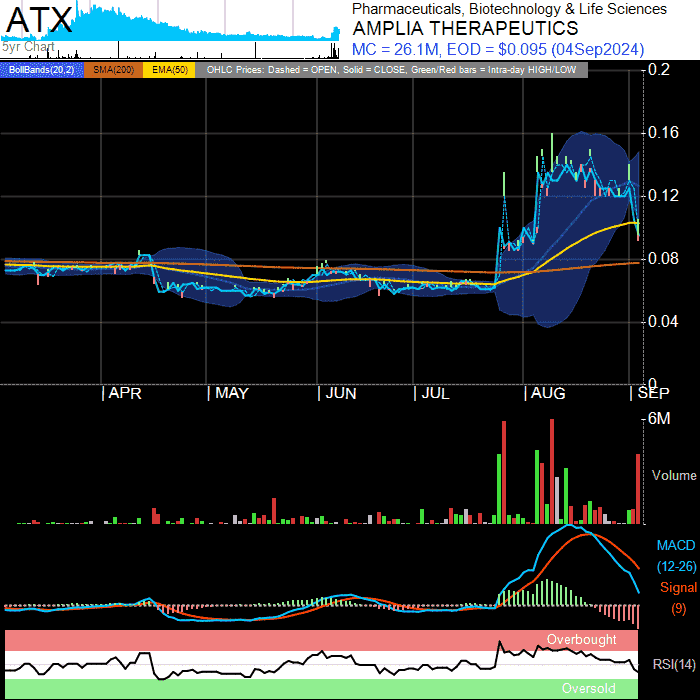 ATX
5yr Chart
Pharmaceuticals, Biotechnology & Life Sciences
AMPLIA THERAPEUTICS
MC = 26.1M, EOD = $0.095 (04Sep2024)
BollBands(20,2) SMA(200) EMA(50) OHLC Prices: Dashed = OPEN, Solid = CLOSE, Green/Red bars = Intra-day HIGH/LOW
0.2
0.16
0.12
0.08
0.04
0
APR MAY JUN JUL AUG SEP
6M
Volume
MACD
(12-26)
Signal
(9)
Overbought
RSI(14)
Oversold